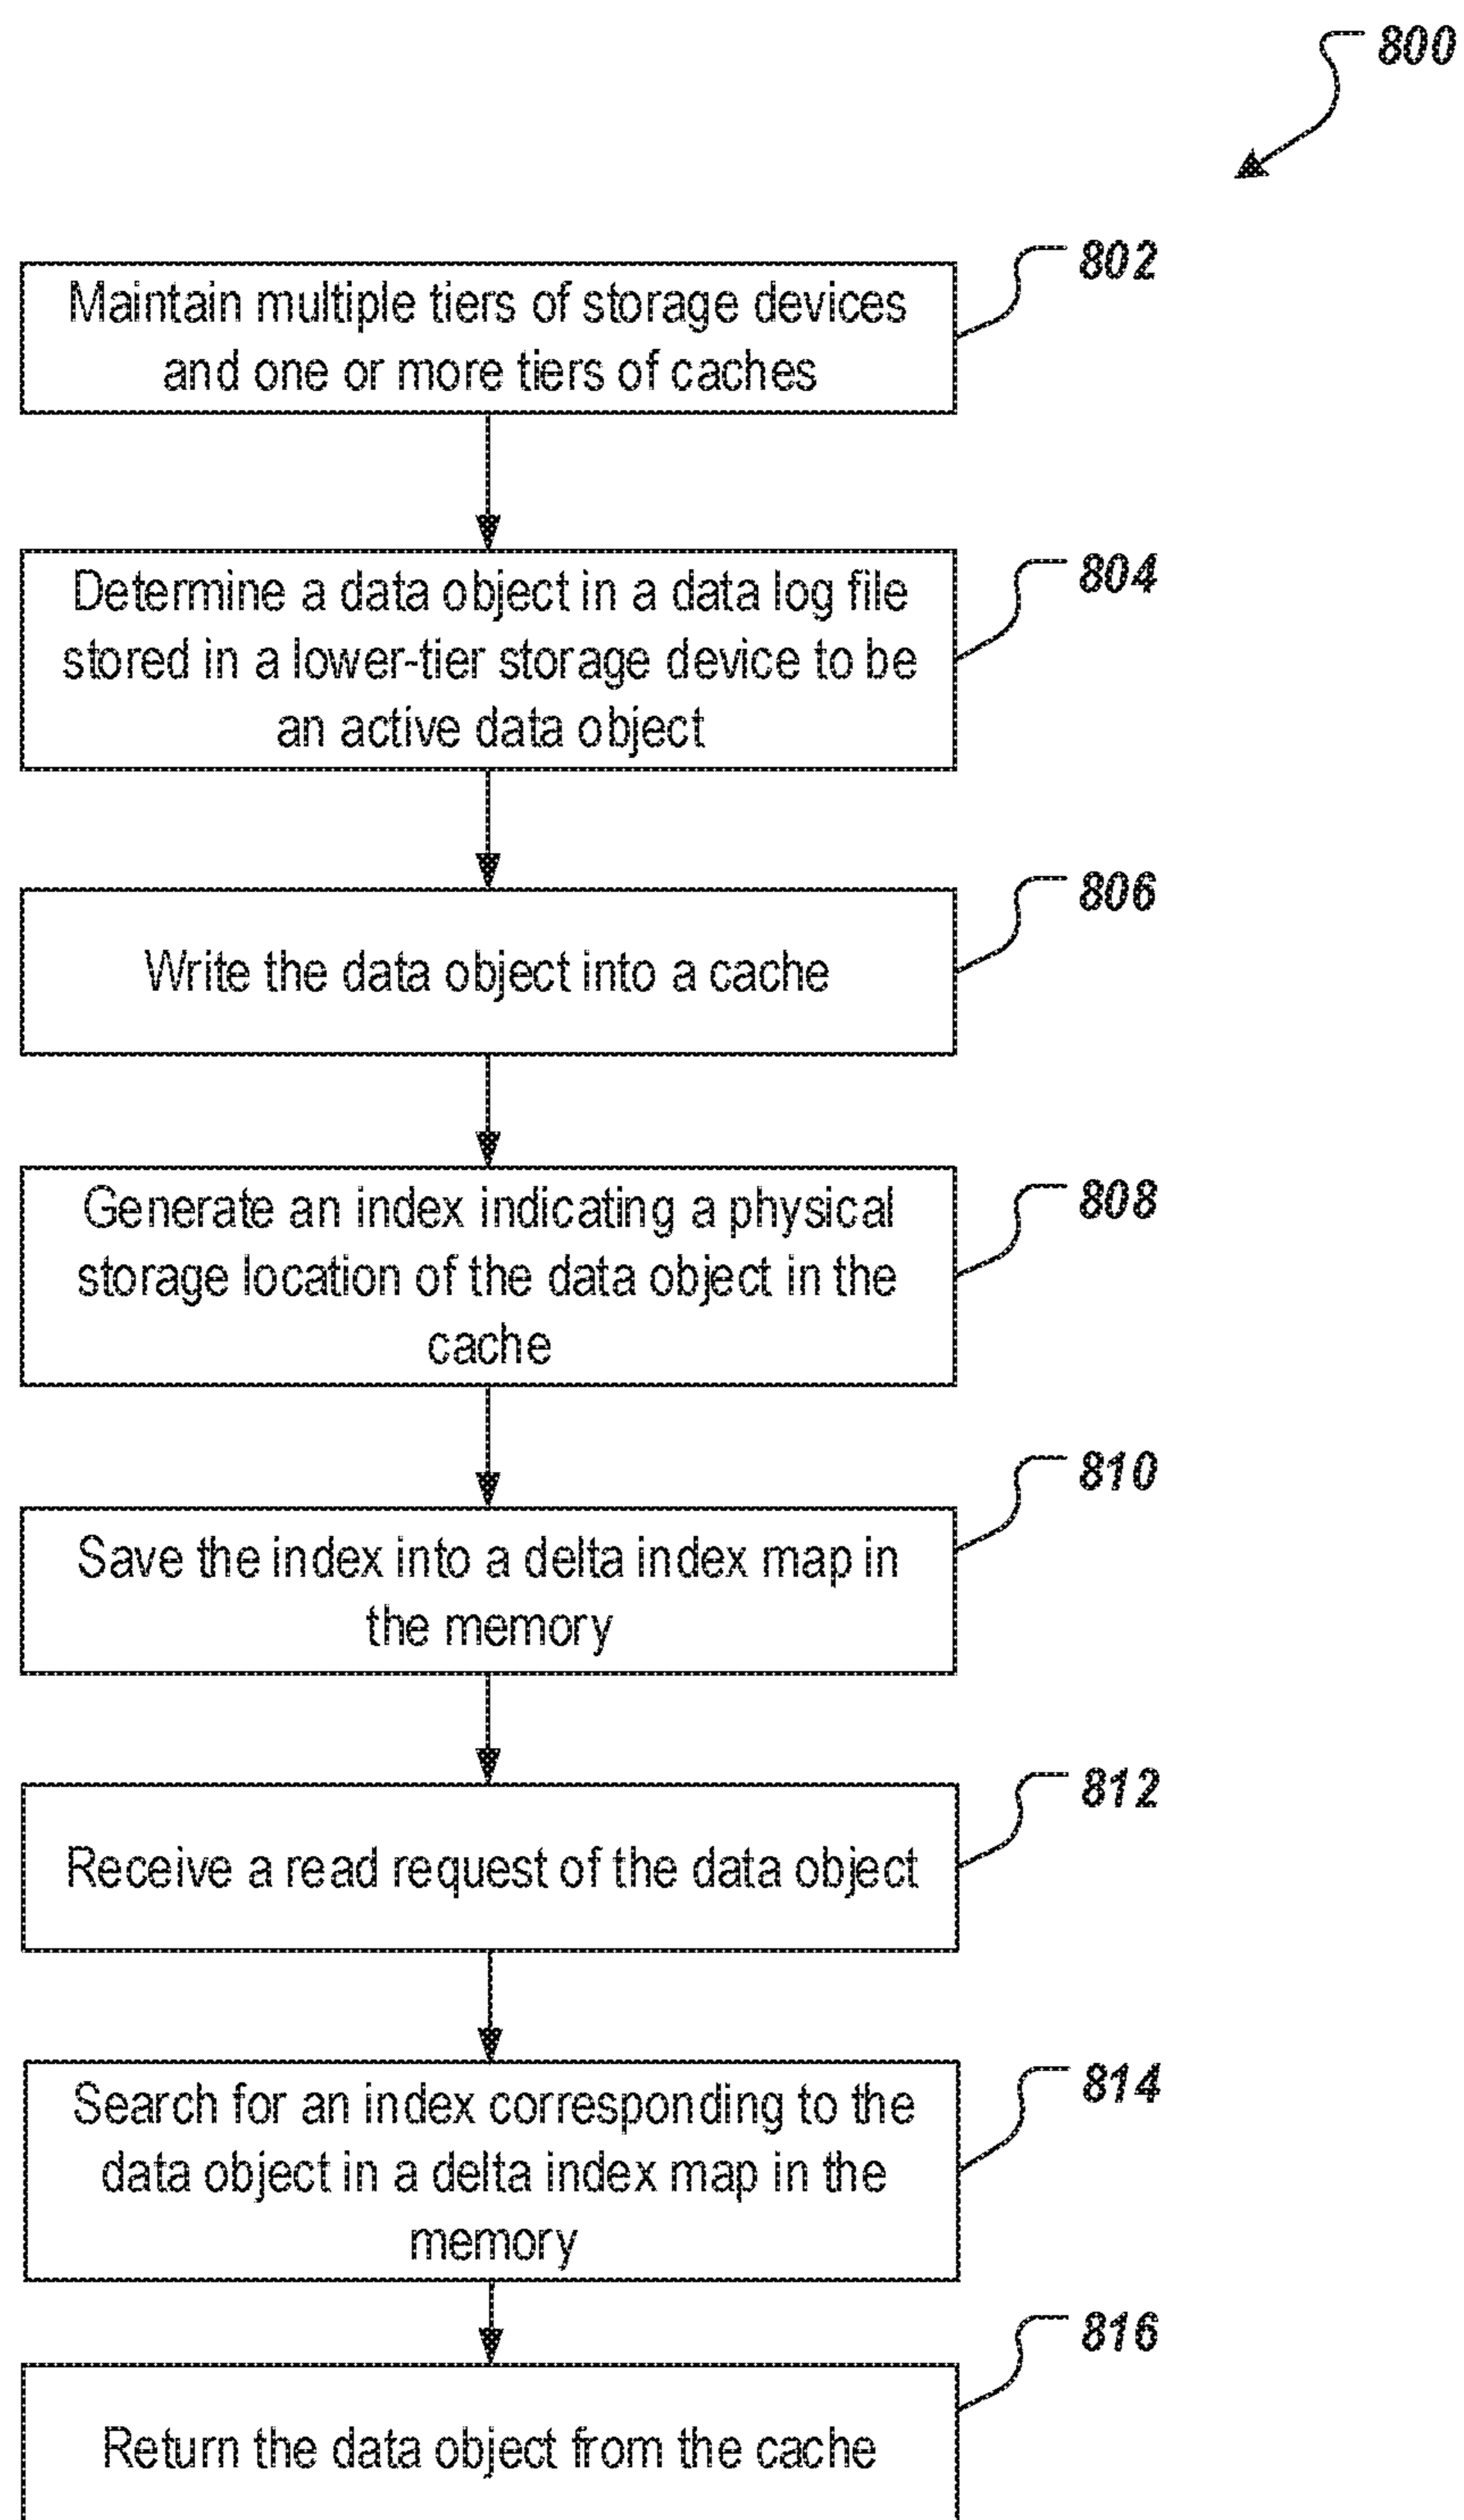 800
802
Maintain multiple tiers of storage devices
and one or more tiers of caches
804
Determine a data object in a data log file
stored in a lower-tier storage device to be
an active data object
806
Write the data object into a cache
808
Generate an index indicating a physical
storage location of the data object in the
cache
810
Save the index into a delta index map in
the memory
812
Receive a read request of the data object
814
Search for an index corresponding to the
data object in a delta index map in the
memory
816
Return the data object from the cache